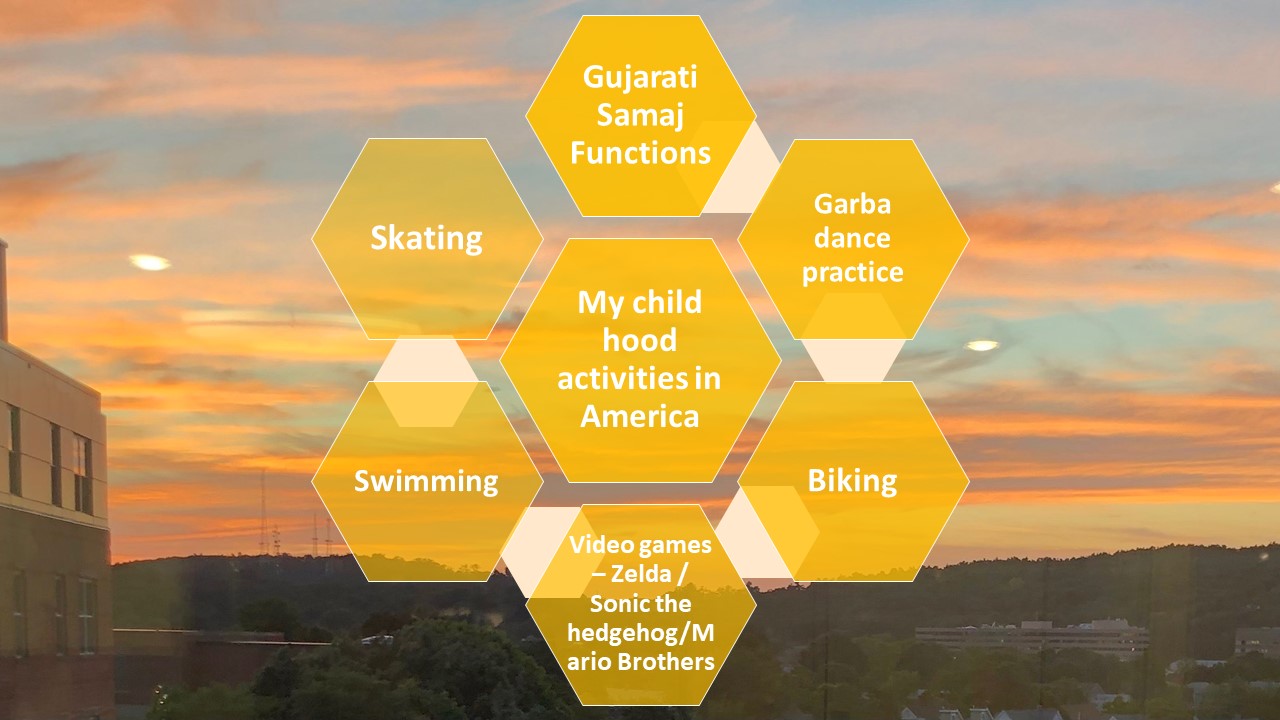 Gujarati
Samaj
Functions
Skating
Garba
dance
practice
My child
hood
activities in
America
Swimming
Biking
Video games
– Zelda /
Sonic the
hedgehog/M
ario Brothers